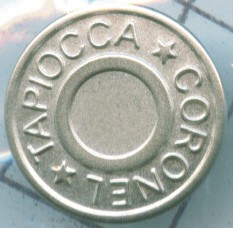 TAPIOCCA ★ CORONEL ★